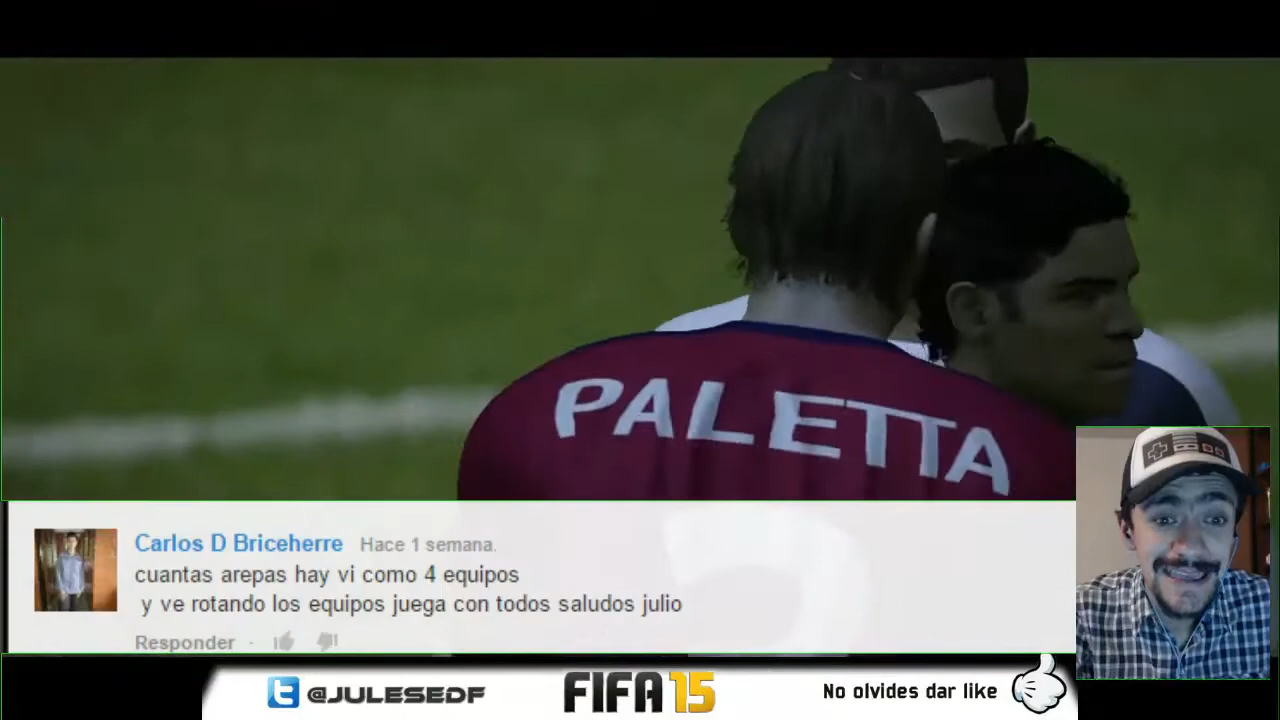 PALETTA
Carlos D Briceherre Hace 1 semana.
cuantas arepas hay vi como 4 equipos
y ve rotando los equipos juega con todos saludos julio
Responder ·
@JULESEDF FIFA 15 No olvides dar like